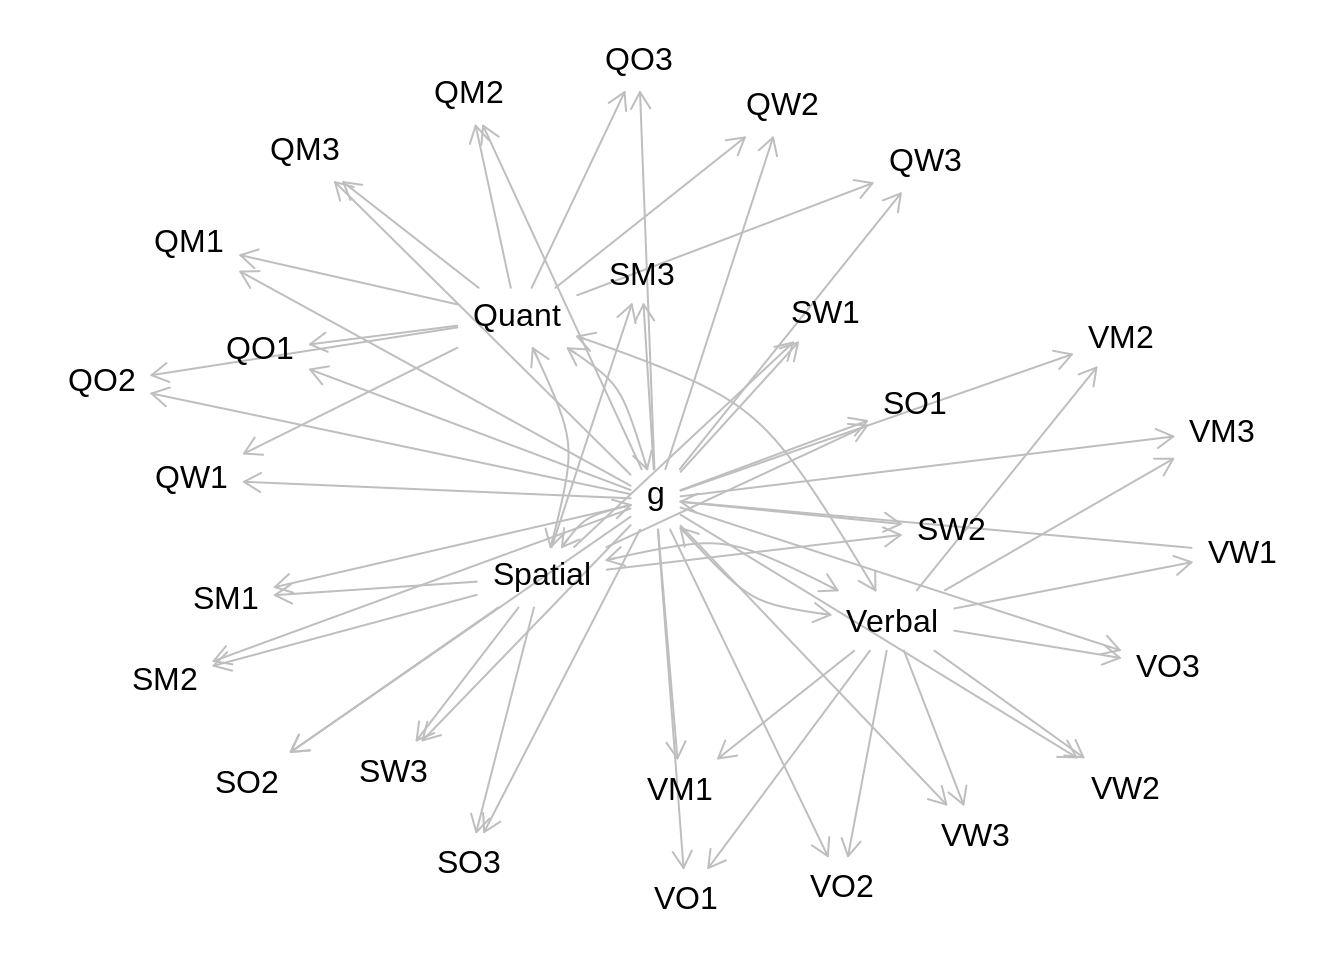 QO3
QM2
QW2
QM3
QW3
QM1
SM3
SW1
Quant
VM2
QO1
QO2
SO1
VM3
QW1
g
SW2
VW1
Spatial
SM1
Verbal
VO3
SM2
SW3
SO2
VM1
VW2
VW3
SO3
VO2
VO1